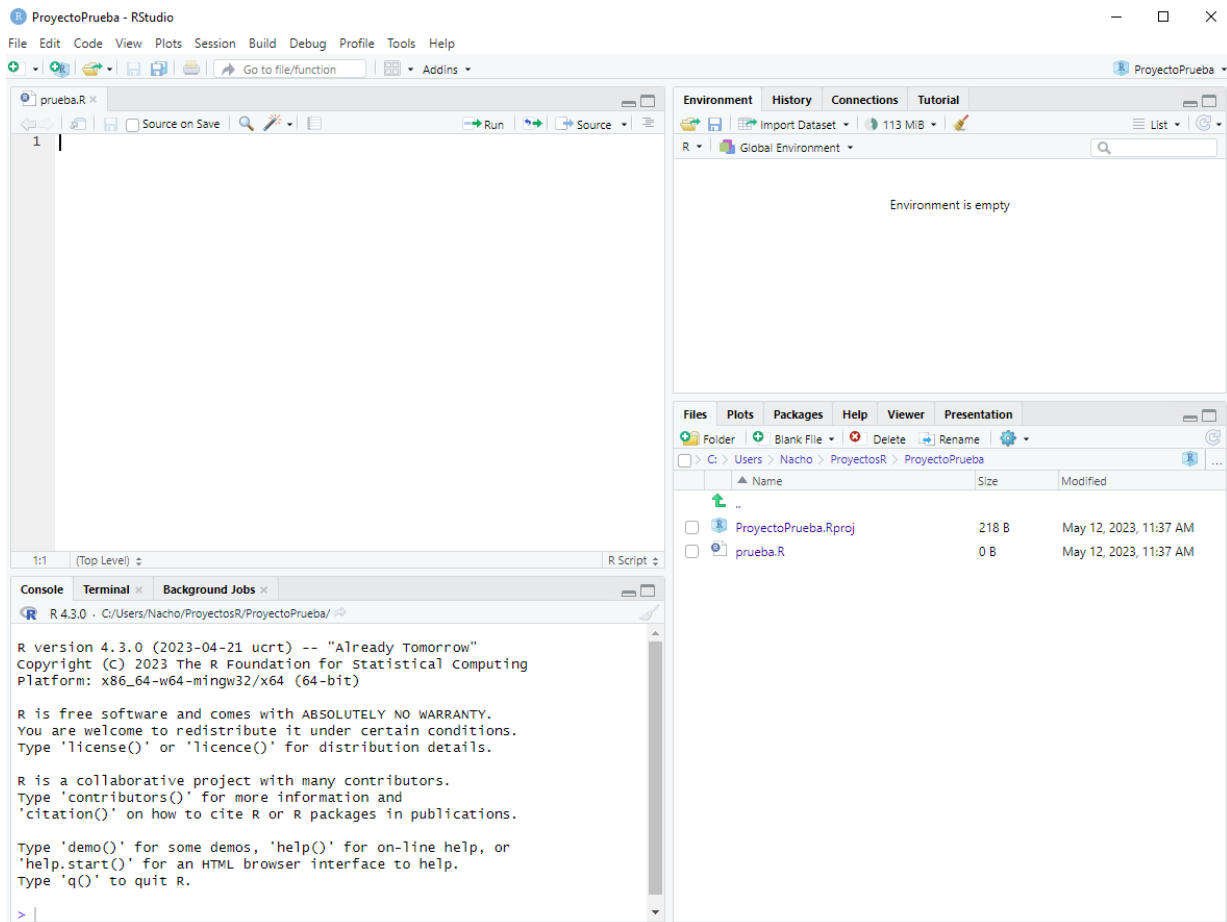 ProyectoPrueba - RStudio
File Edit Code View Plots Session Build Debug Profile Tools Help
Go to file/function Addins ProyectoPrueba
prueba.R
Source on Save Run Source
1
1:1 (Top Level) R Script
Console Terminal Background Jobs
R 4.3.0 · C:/Users/Nacho/ProyectosR/ProyectoPrueba/
R version 4.3.0 (2023-04-21 ucrt) -- "Already Tomorrow"
Copyright (C) 2023 The R Foundation for Statistical Computing
Platform: x86_64-w64-mingw32/x64 (64-bit)
R is free software and comes with ABSOLUTELY NO WARRANTY.
You are welcome to redistribute it under certain conditions.
Type 'license()' or 'licence()' for distribution details.
R is a collaborative project with many contributors.
Type 'contributors()' for more information and
'citation()' on how to cite R or R packages in publications.
Type 'demo()' for some demos, 'help()' for on-line help, or
'help.start()' for an HTML browser interface to help.
Type 'q()' to quit R.
>
Environment History Connections Tutorial
Import Dataset 113 MiB List
R Global Environment
Environment is empty
Files Plots Packages Help Viewer Presentation
Folder Blank File Delete Rename
C: > Users > Nacho > ProyectosR > ProyectoPrueba
Name Size Modified
..
ProyectoPrueba.Rproj 218 B May 12, 2023, 11:37 AM
prueba.R 0 B May 12, 2023, 11:37 AM